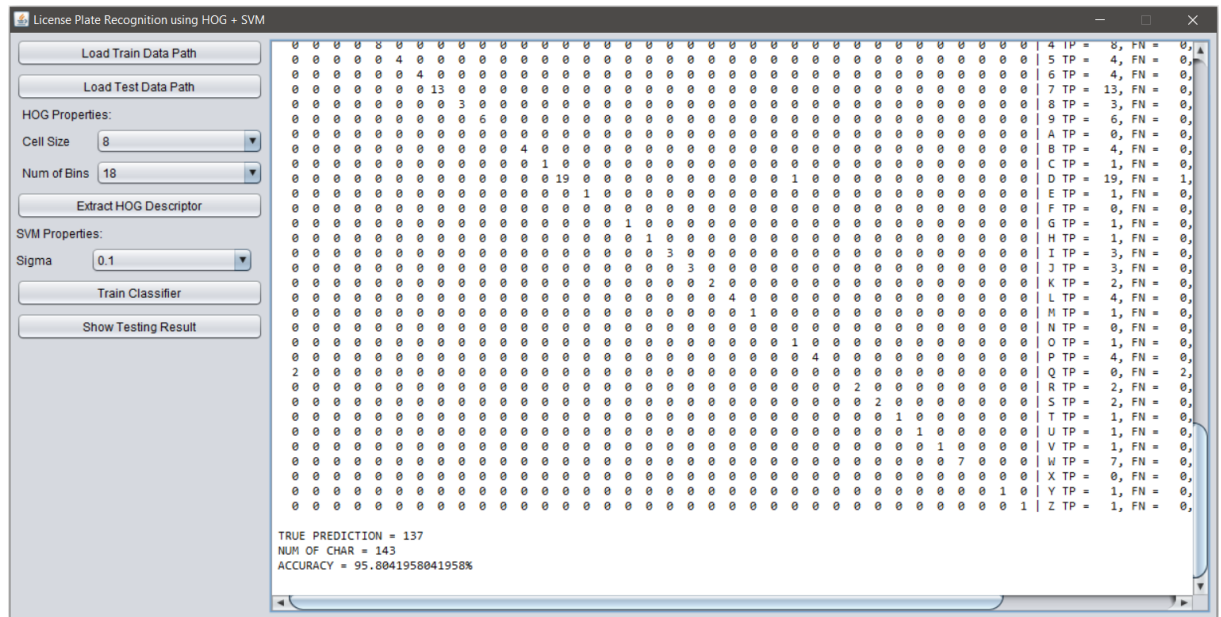 License Plate Recognition using HOG + SVM
Load Train Data Path
Load Test Data Path
HOG Properties:
Cell Size 8
Num of Bins 18
Extract HOG Descriptor
SVM Properties:
Sigma 0.1
Train Classifier
Show Testing Result
0 0 0 0 8 0 0 0 0 0 0 0 0 0 0 0 0 0 0 0 0 0 0 0 0 0 0 0 0 0 0 0 0 0 0 0 | 4 TP = 8, FN = 0,
0 0 0 0 0 4 0 0 0 0 0 0 0 0 0 0 0 0 0 0 0 0 0 0 0 0 0 0 0 0 0 0 0 0 0 0 | 5 TP = 4, FN = 0,
0 0 0 0 0 0 4 0 0 0 0 0 0 0 0 0 0 0 0 0 0 0 0 0 0 0 0 0 0 0 0 0 0 0 0 0 | 6 TP = 4, FN = 0,
0 0 0 0 0 0 0 13 0 0 0 0 0 0 0 0 0 0 0 0 0 0 0 0 0 0 0 0 0 0 0 0 0 0 0 0 | 7 TP = 13, FN = 0,
0 0 0 0 0 0 0 0 3 0 0 0 0 0 0 0 0 0 0 0 0 0 0 0 0 0 0 0 0 0 0 0 0 0 0 0 | 8 TP = 3, FN = 0,
0 0 0 0 0 0 0 0 0 6 0 0 0 0 0 0 0 0 0 0 0 0 0 0 0 0 0 0 0 0 0 0 0 0 0 0 | 9 TP = 6, FN = 0,
0 0 0 0 0 0 0 0 0 0 0 0 0 0 0 0 0 0 0 0 0 0 0 0 0 0 0 0 0 0 0 0 0 0 0 0 | A TP = 0, FN = 0,
0 0 0 0 0 0 0 0 0 0 0 4 0 0 0 0 0 0 0 0 0 0 0 0 0 0 0 0 0 0 0 0 0 0 0 0 | B TP = 4, FN = 0,
0 0 0 0 0 0 0 0 0 0 0 0 1 0 0 0 0 0 0 0 0 0 0 0 0 0 0 0 0 0 0 0 0 0 0 0 | C TP = 1, FN = 0,
0 0 0 0 0 0 0 0 0 0 0 0 0 19 0 0 0 0 0 0 0 0 0 0 1 0 0 0 0 0 0 0 0 0 0 0 | D TP = 19, FN = 1,
0 0 0 0 0 0 0 0 0 0 0 0 0 0 1 0 0 0 0 0 0 0 0 0 0 0 0 0 0 0 0 0 0 0 0 0 | E TP = 1, FN = 0,
0 0 0 0 0 0 0 0 0 0 0 0 0 0 0 0 0 0 0 0 0 0 0 0 0 0 0 0 0 0 0 0 0 0 0 0 | F TP = 0, FN = 0,
0 0 0 0 0 0 0 0 0 0 0 0 0 0 0 0 1 0 0 0 0 0 0 0 0 0 0 0 0 0 0 0 0 0 0 0 | G TP = 1, FN = 0,
0 0 0 0 0 0 0 0 0 0 0 0 0 0 0 0 0 1 0 0 0 0 0 0 0 0 0 0 0 0 0 0 0 0 0 0 | H TP = 1, FN = 0,
0 0 0 0 0 0 0 0 0 0 0 0 0 0 0 0 0 0 3 0 0 0 0 0 0 0 0 0 0 0 0 0 0 0 0 0 | I TP = 3, FN = 0,
0 0 0 0 0 0 0 0 0 0 0 0 0 0 0 0 0 0 0 3 0 0 0 0 0 0 0 0 0 0 0 0 0 0 0 0 | J TP = 3, FN = 0,
0 0 0 0 0 0 0 0 0 0 0 0 0 0 0 0 0 0 0 0 2 0 0 0 0 0 0 0 0 0 0 0 0 0 0 0 | K TP = 2, FN = 0,
0 0 0 0 0 0 0 0 0 0 0 0 0 0 0 0 0 0 0 0 0 4 0 0 0 0 0 0 0 0 0 0 0 0 0 0 | L TP = 4, FN = 0,
0 0 0 0 0 0 0 0 0 0 0 0 0 0 0 0 0 0 0 0 0 0 1 0 0 0 0 0 0 0 0 0 0 0 0 0 | M TP = 1, FN = 0,
0 0 0 0 0 0 0 0 0 0 0 0 0 0 0 0 0 0 0 0 0 0 0 0 0 0 0 0 0 0 0 0 0 0 0 0 | N TP = 0, FN = 0,
0 0 0 0 0 0 0 0 0 0 0 0 0 0 0 0 0 0 0 0 0 0 0 0 1 0 0 0 0 0 0 0 0 0 0 0 | O TP = 1, FN = 0,
0 0 0 0 0 0 0 0 0 0 0 0 0 0 0 0 0 0 0 0 0 0 0 0 0 4 0 0 0 0 0 0 0 0 0 0 | P TP = 4, FN = 0,
2 0 0 0 0 0 0 0 0 0 0 0 0 0 0 0 0 0 0 0 0 0 0 0 0 0 0 0 0 0 0 0 0 0 0 0 | Q TP = 0, FN = 2,
0 0 0 0 0 0 0 0 0 0 0 0 0 0 0 0 0 0 0 0 0 0 0 0 0 0 0 2 0 0 0 0 0 0 0 0 | R TP = 2, FN = 0,
0 0 0 0 0 0 0 0 0 0 0 0 0 0 0 0 0 0 0 0 0 0 0 0 0 0 0 0 2 0 0 0 0 0 0 0 | S TP = 2, FN = 0,
0 0 0 0 0 0 0 0 0 0 0 0 0 0 0 0 0 0 0 0 0 0 0 0 0 0 0 0 0 1 0 0 0 0 0 0 | T TP = 1, FN = 0,
0 0 0 0 0 0 0 0 0 0 0 0 0 0 0 0 0 0 0 0 0 0 0 0 0 0 0 0 0 0 1 0 0 0 0 0 | U TP = 1, FN = 0,
0 0 0 0 0 0 0 0 0 0 0 0 0 0 0 0 0 0 0 0 0 0 0 0 0 0 0 0 0 0 0 1 0 0 0 0 | V TP = 1, FN = 0,
0 0 0 0 0 0 0 0 0 0 0 0 0 0 0 0 0 0 0 0 0 0 0 0 0 0 0 0 0 0 0 0 7 0 0 0 | W TP = 7, FN = 0,
0 0 0 0 0 0 0 0 0 0 0 0 0 0 0 0 0 0 0 0 0 0 0 0 0 0 0 0 0 0 0 0 0 0 0 0 | X TP = 0, FN = 0,
0 0 0 0 0 0 0 0 0 0 0 0 0 0 0 0 0 0 0 0 0 0 0 0 0 0 0 0 0 0 0 0 0 0 1 0 | Y TP = 1, FN = 0,
0 0 0 0 0 0 0 0 0 0 0 0 0 0 0 0 0 0 0 0 0 0 0 0 0 0 0 0 0 0 0 0 0 0 0 1 | Z TP = 1, FN = 0,
TRUE PREDICTION = 137
NUM OF CHAR = 143
ACCURACY = 95.8041958041958%